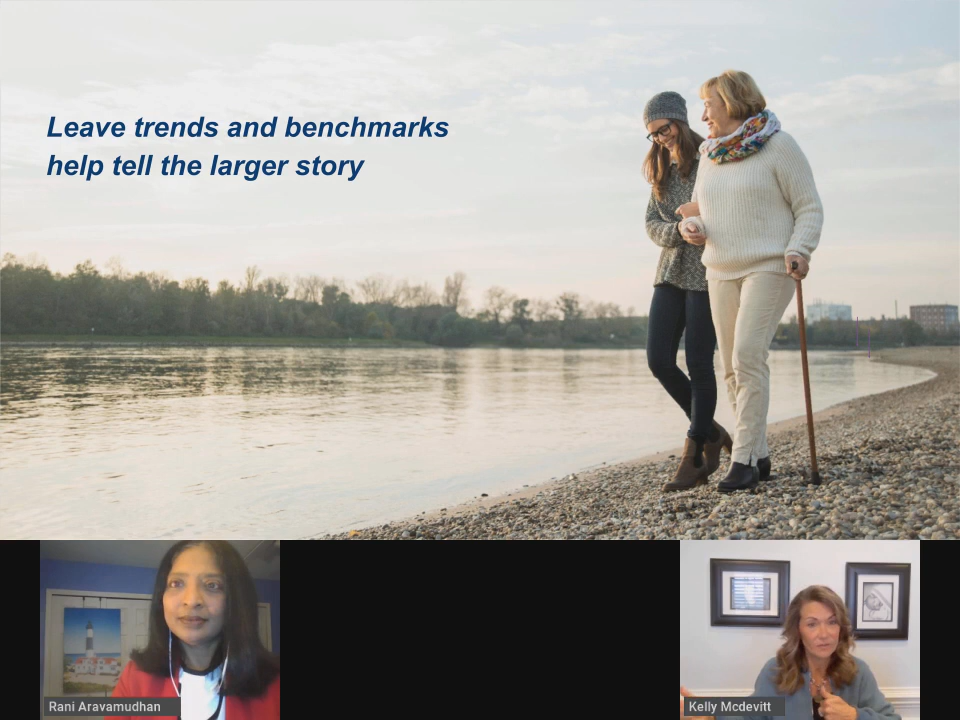 Leave trends and benchmarks
help tell the larger story
Rani Aravamudhan
Kelly Mcdevitt